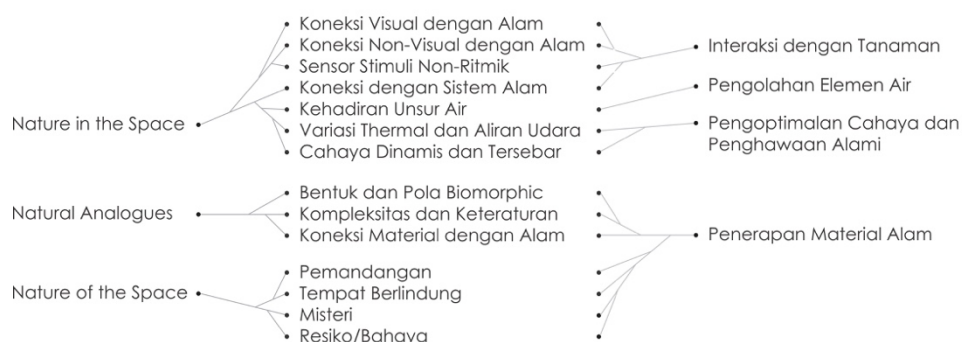 Koneksi Visual dengan Alam
Koneksi Non-Visual dengan Alam
Sensor Stimuli Non-Ritmik
Koneksi dengan Sistem Alam
Nature in the Space
Kehadiran Unsur Air
Variasi Thermal dan Aliran Udara
Cahaya Dinamis dan Tersebar
Interaksi dengan Tanaman
Pengolahan Elemen Air
Pengoptimalan Cahaya dan
Penghawaan Alami
Natural Analogues
Bentuk dan Pola Biomorphic
Kompleksitas dan Keteraturan
Koneksi Material dengan Alam
Penerapan Material Alam
Nature of the Space
Pemandangan
Tempat Berlindung
Misteri
Resiko/Bahaya